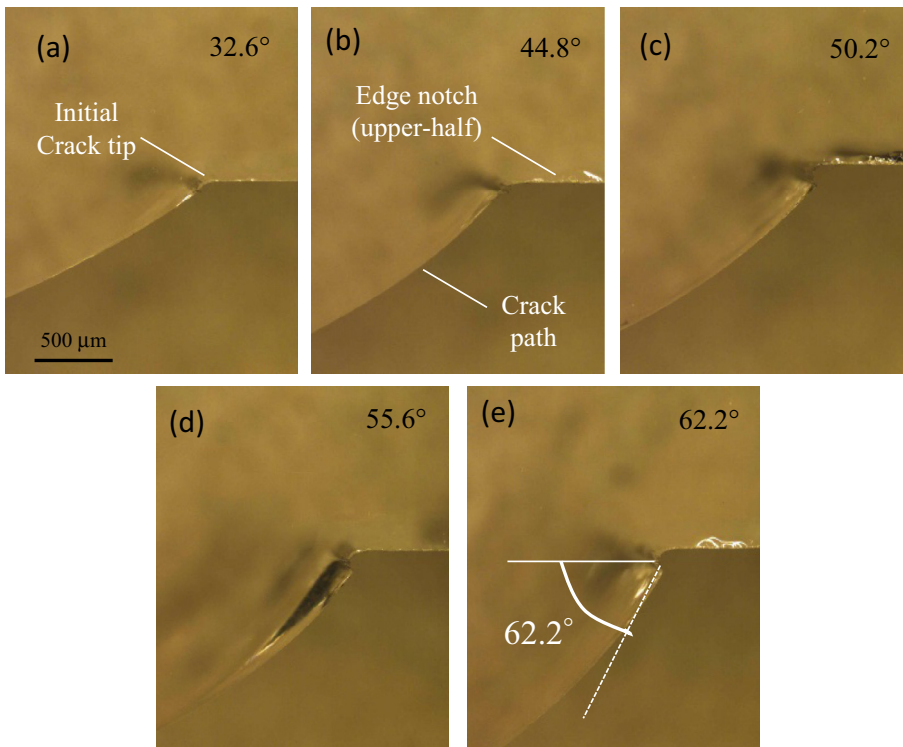 (a)
32.6°
Initial
Crack tip
500 μm
(b)
44.8°
Edge notch
(upper-half)
Crack
path
(c)
50.2°
(d)
55.6°
(e)
62.2°
62.2°